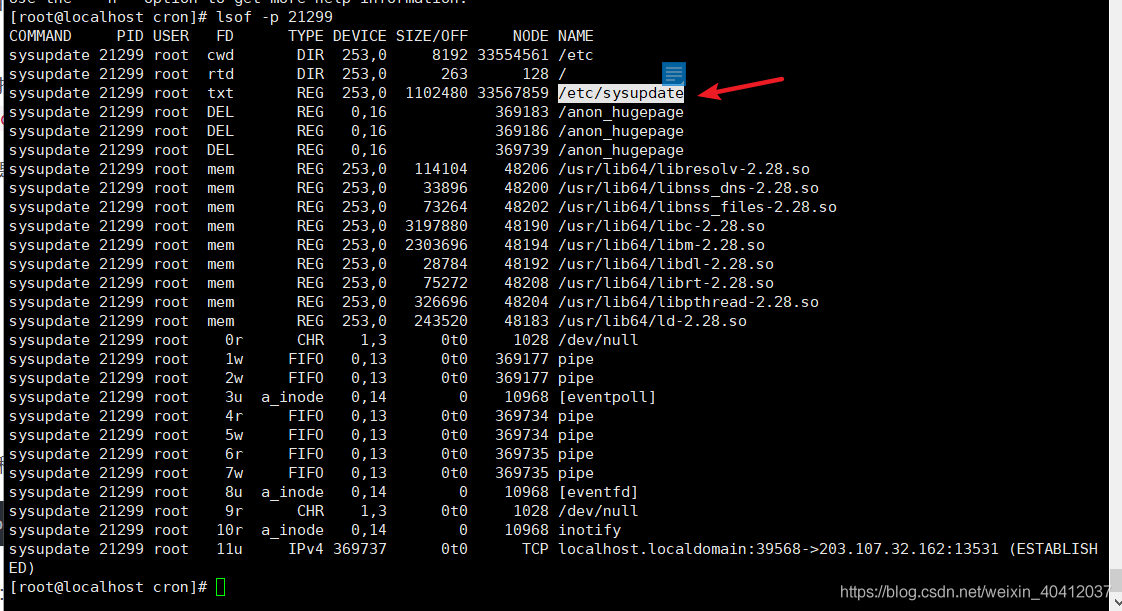 [root@localhost cron]# lsof -p 21299
COMMAND     PID USER   FD      TYPE DEVICE SIZE/OFF     NODE NAME
sysupdate 21299 root  cwd       DIR  253,0     8192 33554561 /etc
sysupdate 21299 root  rtd       DIR  253,0      263      128 /
sysupdate 21299 root  txt       REG  253,0  1102480 33567859 /etc/sysupdate
sysupdate 21299 root  DEL       REG   0,16            369183 /anon_hugepage
sysupdate 21299 root  DEL       REG   0,16            369186 /anon_hugepage
sysupdate 21299 root  DEL       REG   0,16            369739 /anon_hugepage
sysupdate 21299 root  mem       REG  253,0   114104    48206 /usr/lib64/libresolv-2.28.so
sysupdate 21299 root  mem       REG  253,0    33896    48200 /usr/lib64/libnss_dns-2.28.so
sysupdate 21299 root  mem       REG  253,0    73264    48202 /usr/lib64/libnss_files-2.28.so
sysupdate 21299 root  mem       REG  253,0  3197880    48190 /usr/lib64/libc-2.28.so
sysupdate 21299 root  mem       REG  253,0  2303696    48194 /usr/lib64/libm-2.28.so
sysupdate 21299 root  mem       REG  253,0    28784    48192 /usr/lib64/libdl-2.28.so
sysupdate 21299 root  mem       REG  253,0    75272    48208 /usr/lib64/librt-2.28.so
sysupdate 21299 root  mem       REG  253,0   326696    48204 /usr/lib64/libpthread-2.28.so
sysupdate 21299 root  mem       REG  253,0   243520    48183 /usr/lib64/ld-2.28.so
sysupdate 21299 root    0r      CHR    1,3      0t0     1028 /dev/null
sysupdate 21299 root    1w     FIFO   0,13      0t0   369177 pipe
sysupdate 21299 root    2w     FIFO   0,13      0t0   369177 pipe
sysupdate 21299 root    3u  a_inode   0,14        0    10968 [eventpoll]
sysupdate 21299 root    4r     FIFO   0,13      0t0   369734 pipe
sysupdate 21299 root    5w     FIFO   0,13      0t0   369734 pipe
sysupdate 21299 root    6r     FIFO   0,13      0t0   369735 pipe
sysupdate 21299 root    7w     FIFO   0,13      0t0   369735 pipe
sysupdate 21299 root    8u  a_inode   0,14        0    10968 [eventfd]
sysupdate 21299 root    9r      CHR    1,3      0t0     1028 /dev/null
sysupdate 21299 root   10r  a_inode   0,14        0    10968 inotify
sysupdate 21299 root   11u     IPv4 369737      0t0      TCP localhost.localdomain:39568->203.107.32.162:13531 (ESTABLISH
ED)
[root@localhost cron]#
https://blog.csdn.net/weixin_40412037